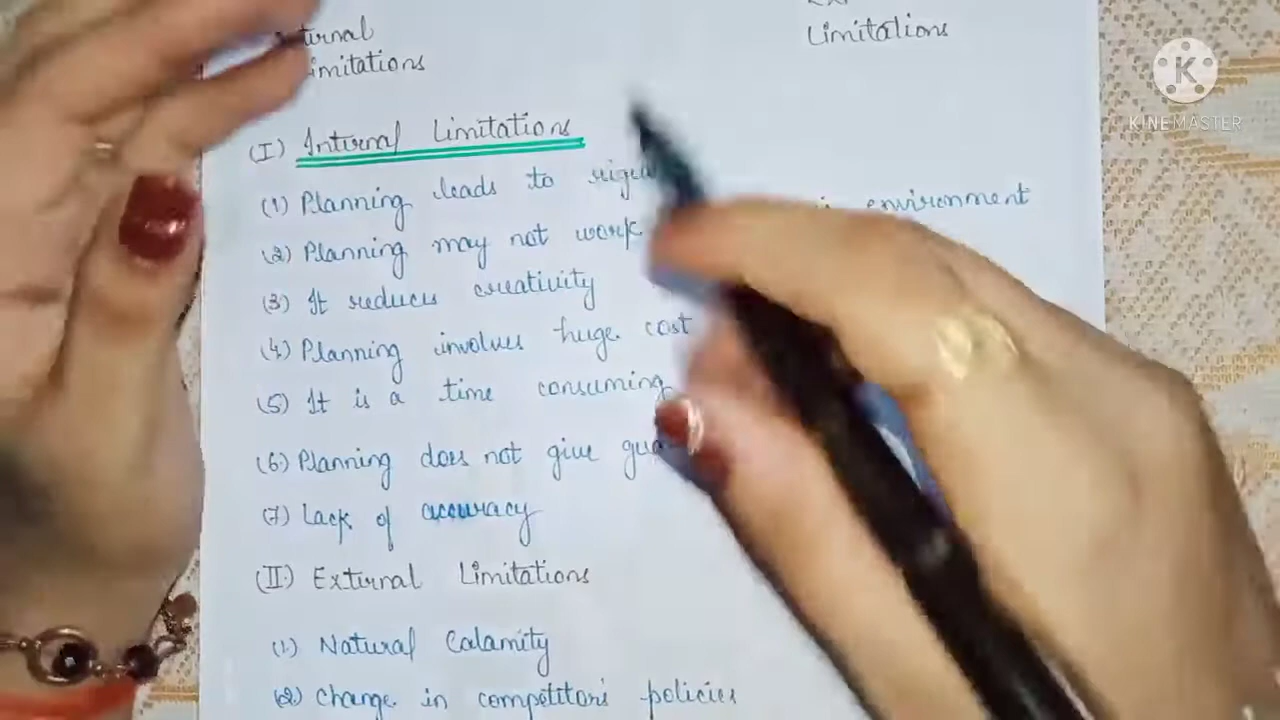 Limitations
Limitations
(I) Internal Limitations
(1) Planning leads to
(2) Planning may not work environment
(3) It reduces creativity
(4) Planning involves huge cost
(5) It is a time consuming
(6) Planning does not give
(7) Lack of accuracy
(II) External Limitations
(1) Natural Calamity
(2) Change in competitors policies
K
KINEMASTER